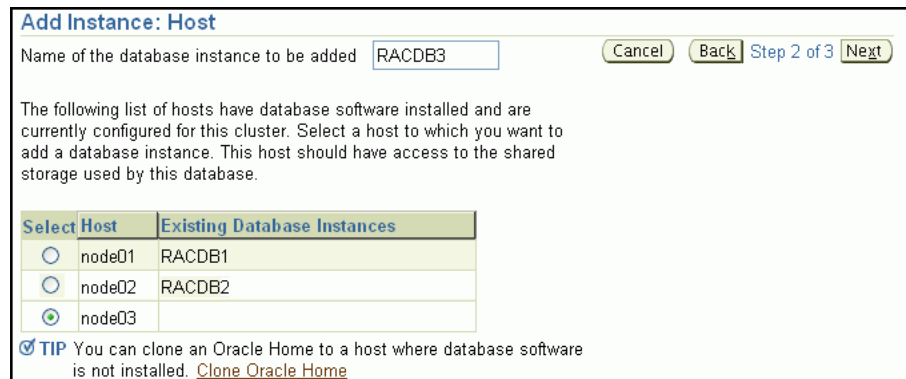 Add Instance: Host
Name of the database instance to be added RACDB3 Cancel Back Step 2 of 3 Next
The following list of hosts have database software installed and are
currently configured for this cluster. Select a host to which you want to
add a database instance. This host should have access to the shared
storage used by this database.
Select Host Existing Database Instances
node01 RACDB1
node02 RACDB2
node03
TIP You can clone an Oracle Home to a host where database software
is not installed. Clone Oracle Home